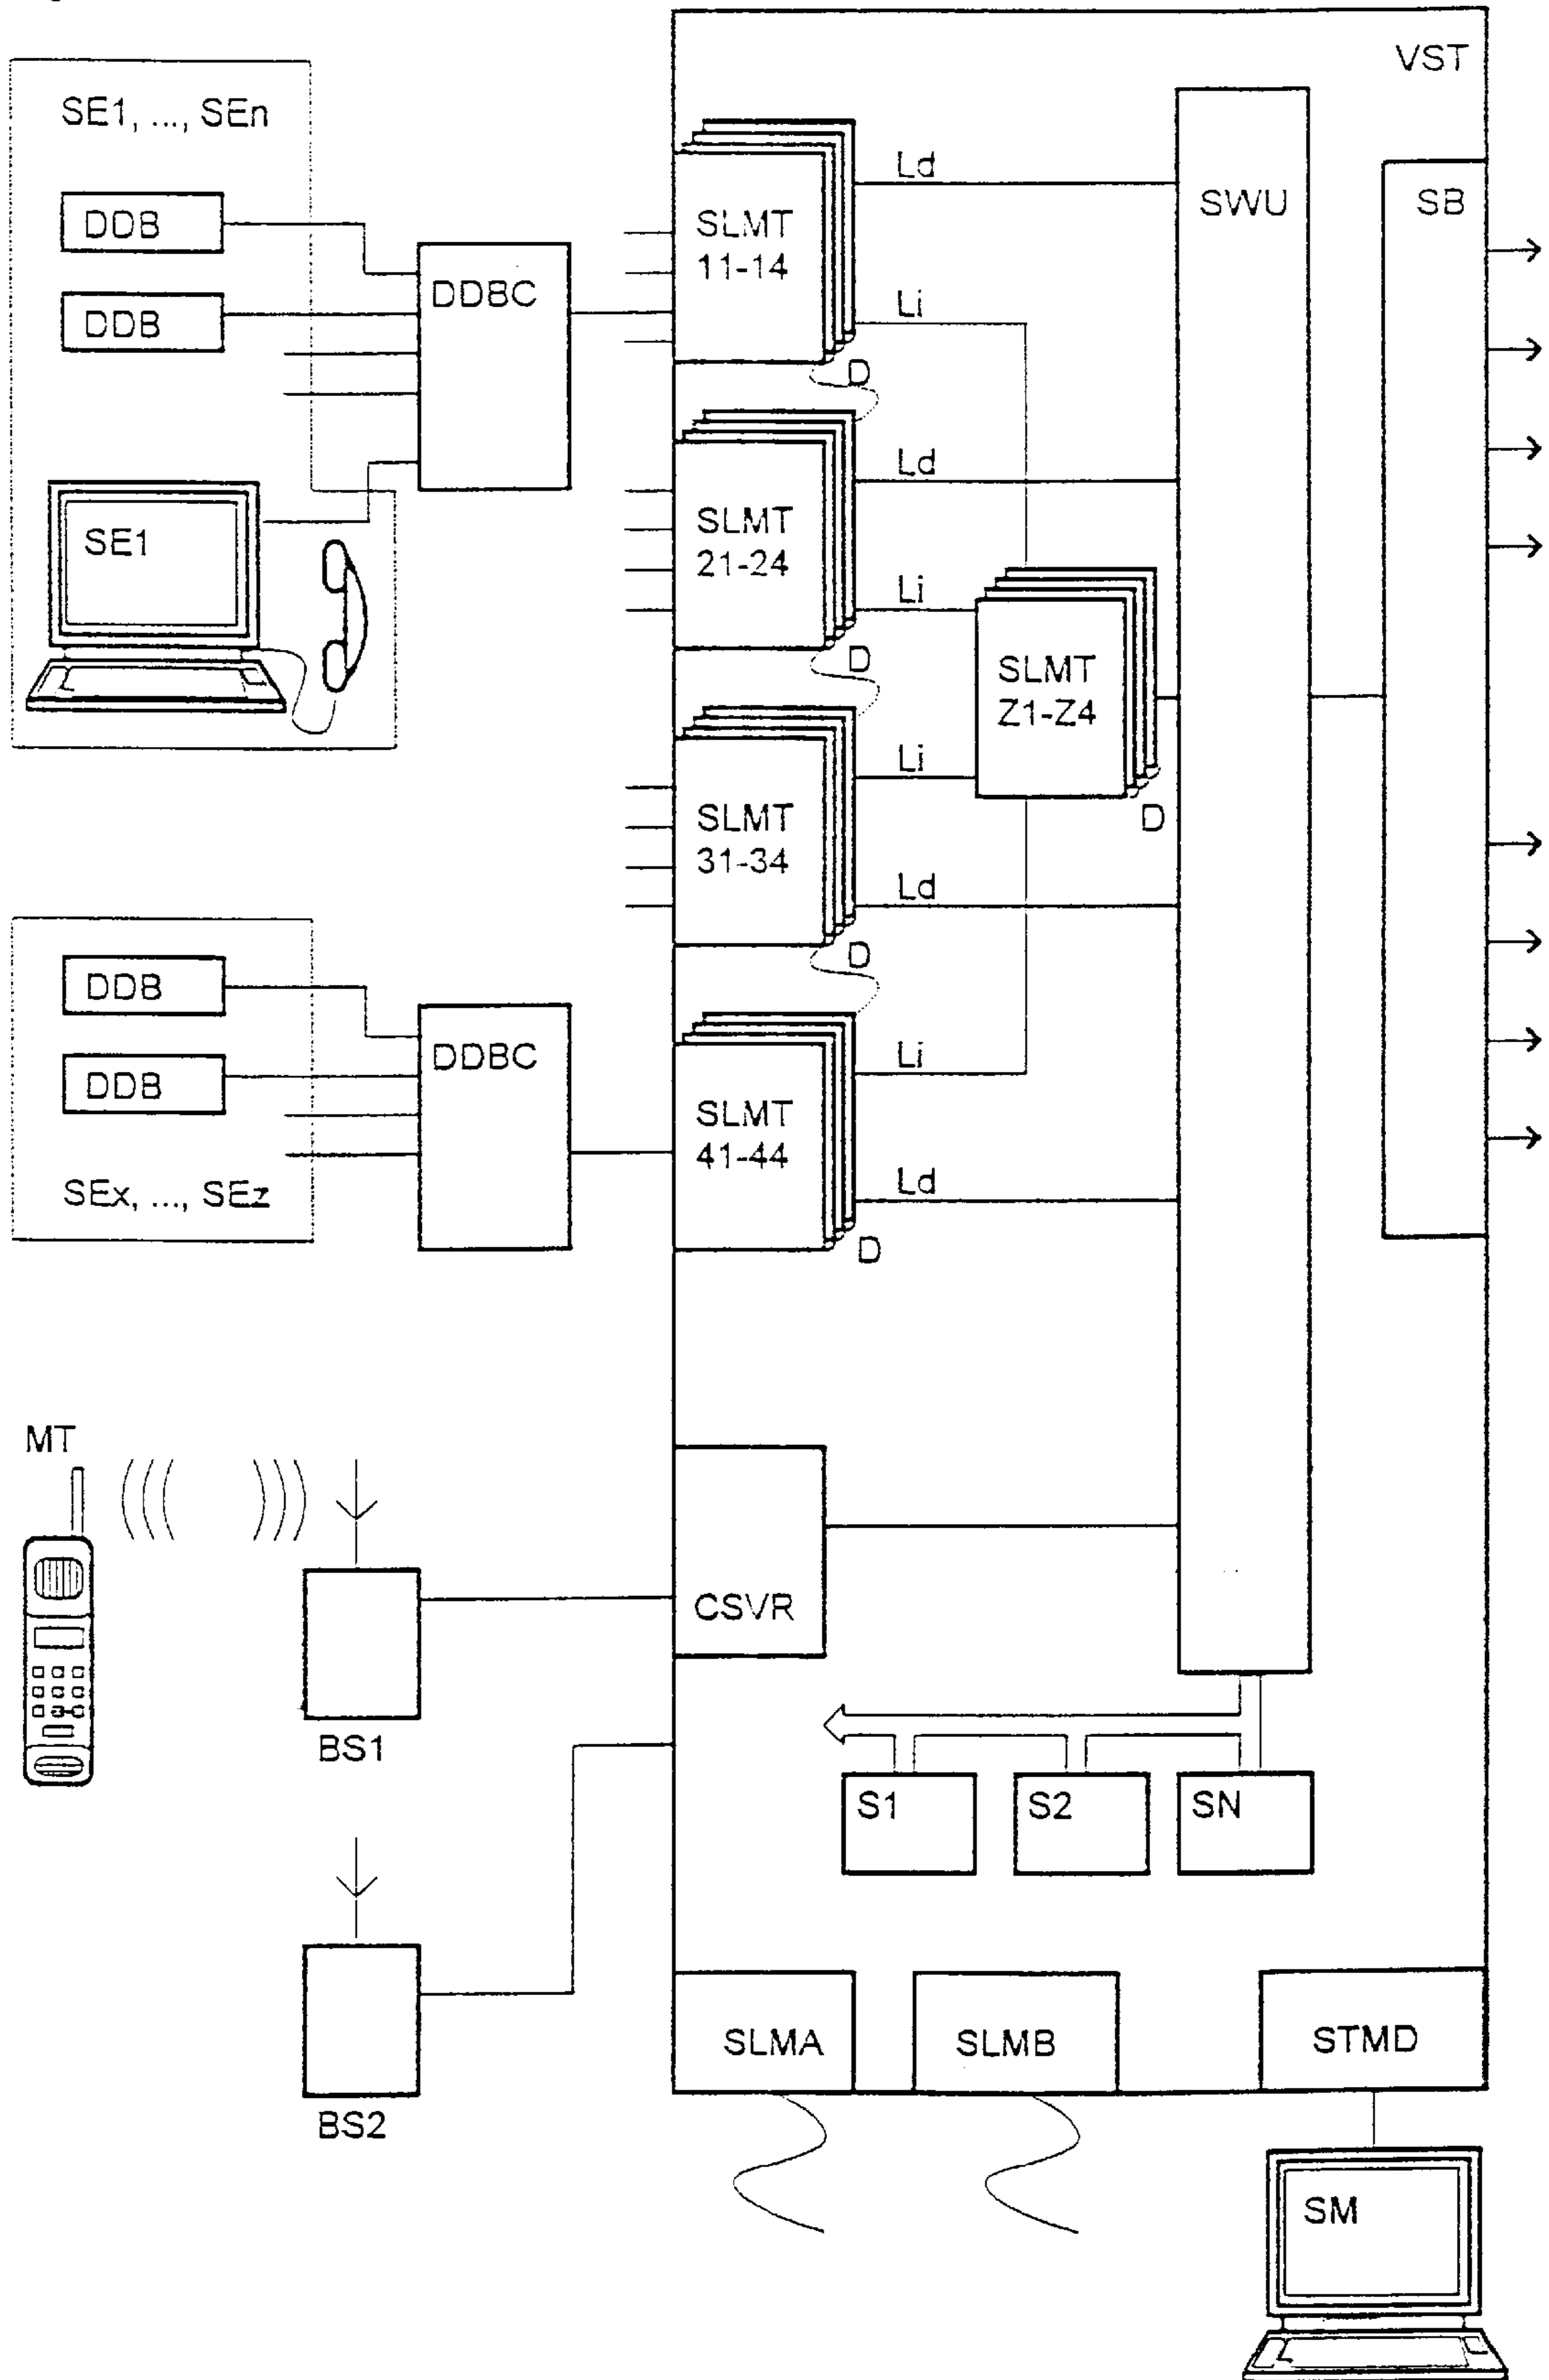 VST
SE1, ..., SEn
DDB
DDB
DDBC
SLMT
11-14
Ld
Li
D
SWU
SB
SE1
SLMT
21-24
Ld
Li
D
SLMT
Z1-Z4
D
SLMT
31-34
Li
Ld
D
DDB
DDB
SEx, ..., SEz
DDBC
SLMT
41-44
Li
Ld
D
MT
BS1
CSVR
S1
S2
SN
BS2
SLMA
SLMB
STMD
SM